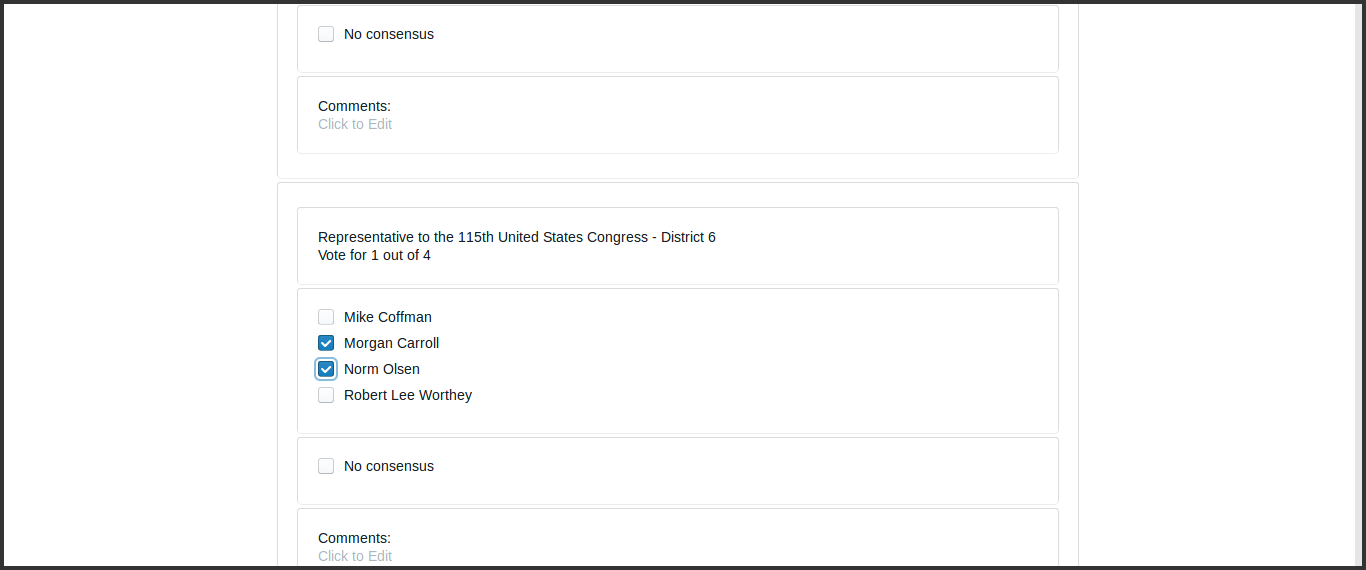 No consensus
Comments:
Click to Edit
Representative to the 115th United States Congress - District 6
Vote for 1 out of 4
Mike Coffman
Morgan Carroll
Norm Olsen
Robert Lee Worthey
No consensus
Comments:
Click to Edit